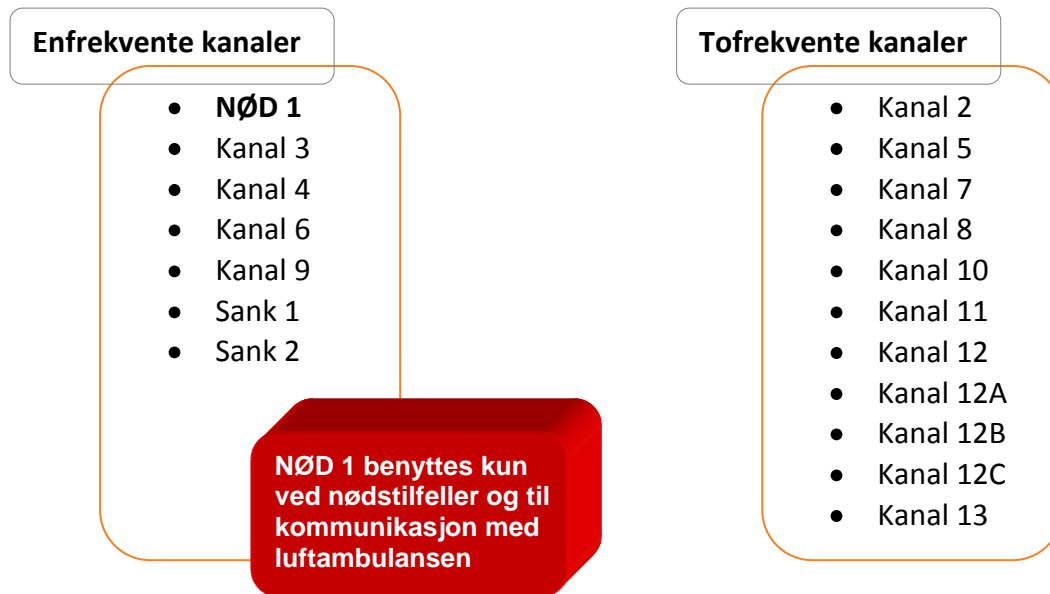 Enfrekvente kanaler
NØD 1
Kanal 3
Kanal 4
Kanal 6
Kanal 9
Sank 1
Sank 2
NØD 1 benyttes kun
ved nødstilfeller og til
kommunikasjon med
luftambulansen
Tofrekvente kanaler
Kanal 2
Kanal 5
Kanal 7
Kanal 8
Kanal 10
Kanal 11
Kanal 12
Kanal 12A
Kanal 12B
Kanal 12C
Kanal 13